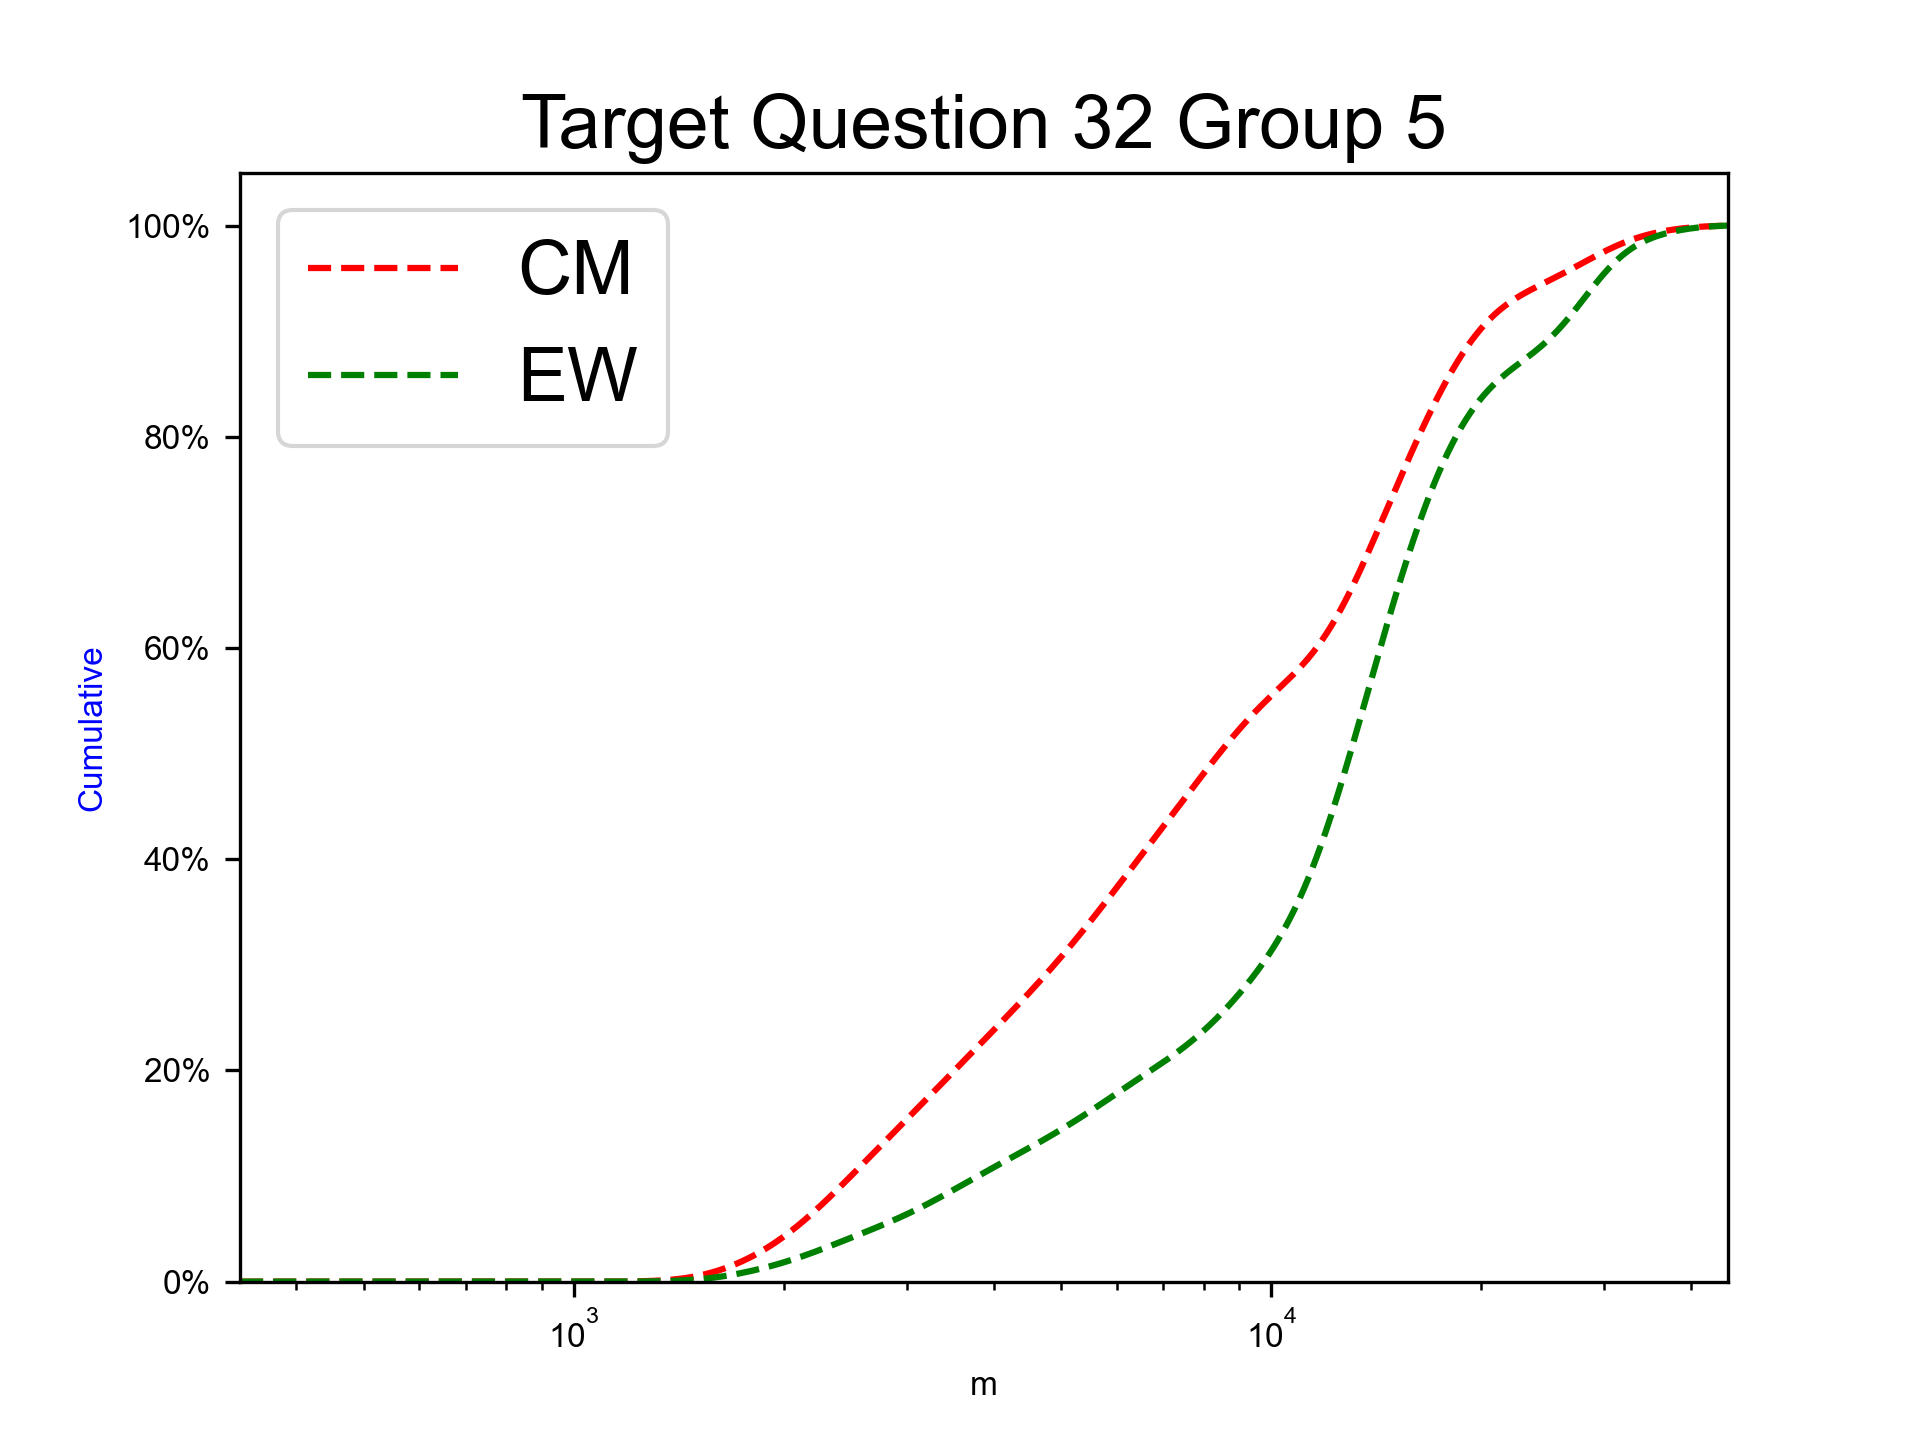 Target Question 32 Group 5
CM
EW
100%
80%
60%
40%
20%
0%
Cumulative
10³
10⁴
m